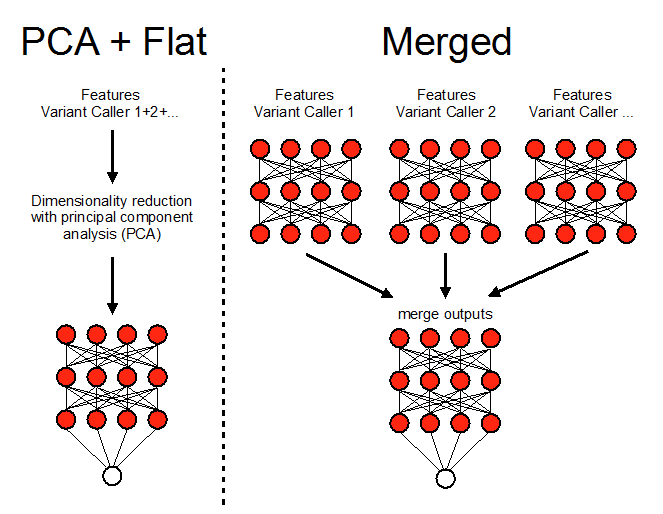 PCA + Flat
Features
Variant Caller 1+2+...
Dimensionality reduction
with principal component
analysis (PCA)
Merged
Features
Variant Caller 1
Features
Variant Caller 2
Features
Variant Caller ...
merge outputs